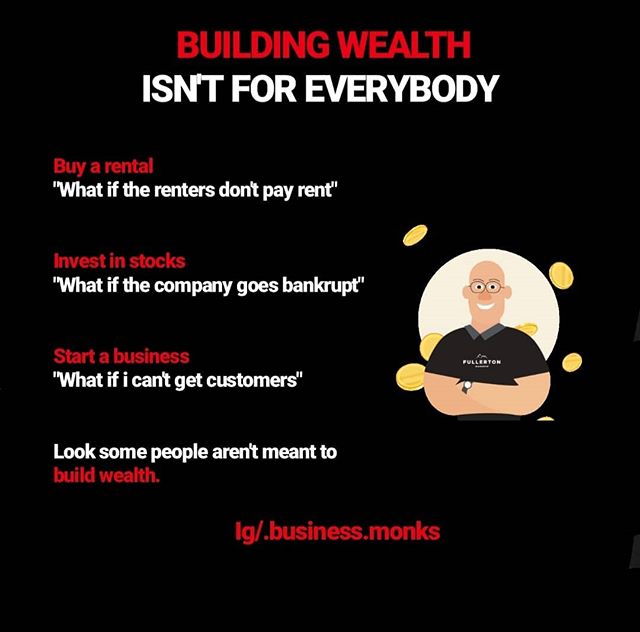 BUILDING WEALTH
ISN'T FOR EVERYBODY
Buy a rental
"What if the renters don't pay rent"
Invest in stocks
"What if the company goes bankrupt"
FULLERTON
Start a business
"What if i can't get customers"
Look some people aren't meant to
build wealth.
Ig/.business.monks